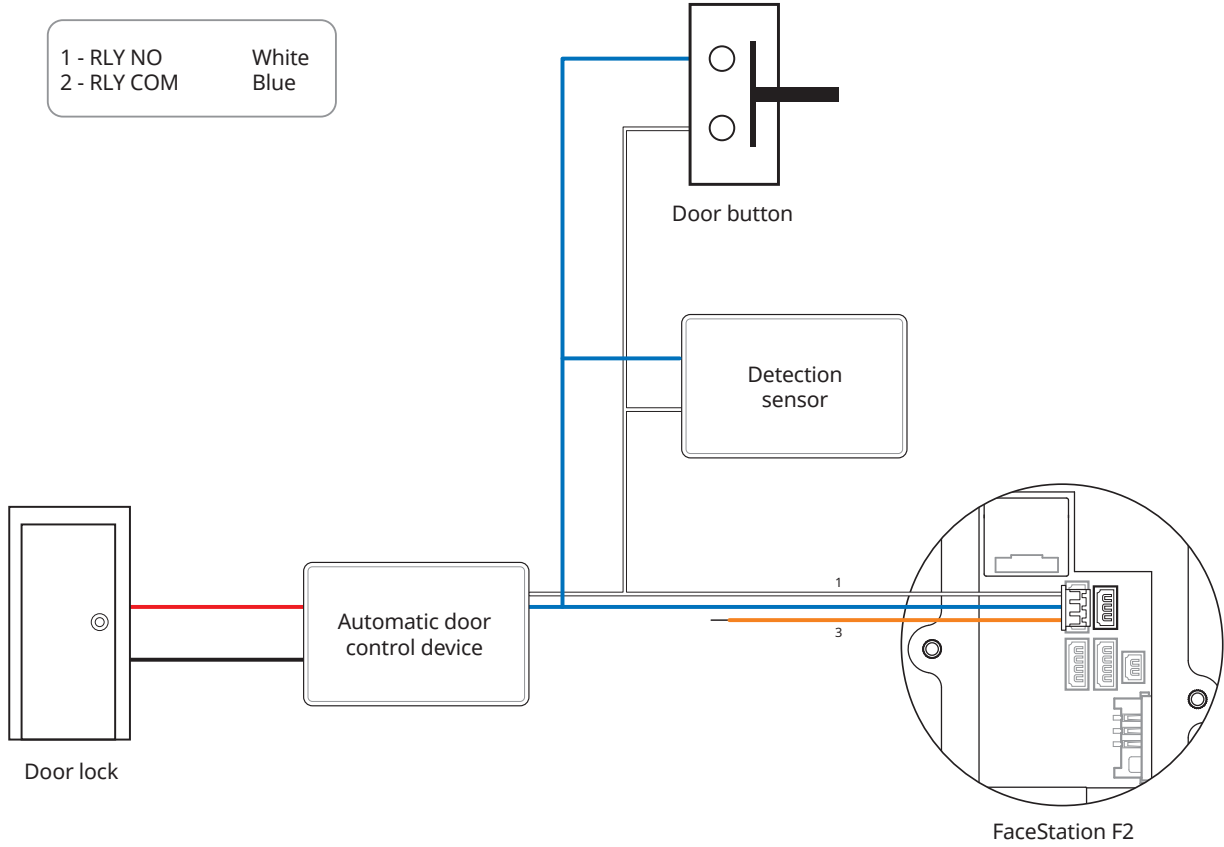 1 - RLY NO White
2 - RLY COM Blue
Door button
Detection
sensor
1
Automatic door
control device
3
Door lock
FaceStation F2